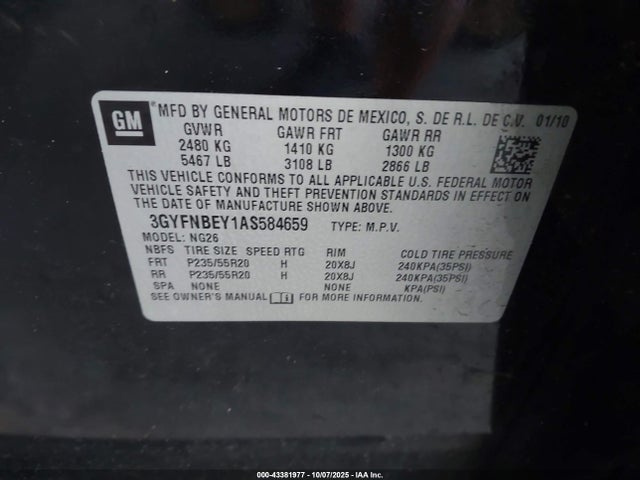 GM ® MFD BY GENERAL MOTORS DE MEXICO, S. DE R.L. DE C.V. 01/10
GVWR GAWR FRT GAWR RR
2480 KG 1410 KG 1300 KG
5467 LB 3108 LB 2866 LB
THIS VEHICLE CONFORMS TO ALL APPLICABLE U.S. FEDERAL MOTOR
VEHICLE SAFETY AND THEFT PREVENTION STANDARDS IN EFFECT ON
THE DATE OF MANUFACTURE SHOWN ABOVE.
3GYFNBEY1AS584659 TYPE: M.P.V.
MODEL: NG26
NBFS TIRE SIZE SPEED RTG RIM COLD TIRE PRESSURE
FRT P235/55R20 H 20X8J 240KPA(35PSI)
RR P235/55R20 H 20X8J 240KPA(35PSI)
SPA NONE NONE KPA(PSI)
SEE OWNER'S MANUAL FOR MORE INFORMATION.
000-43381977 - 10/07/2025 - IAA Inc.